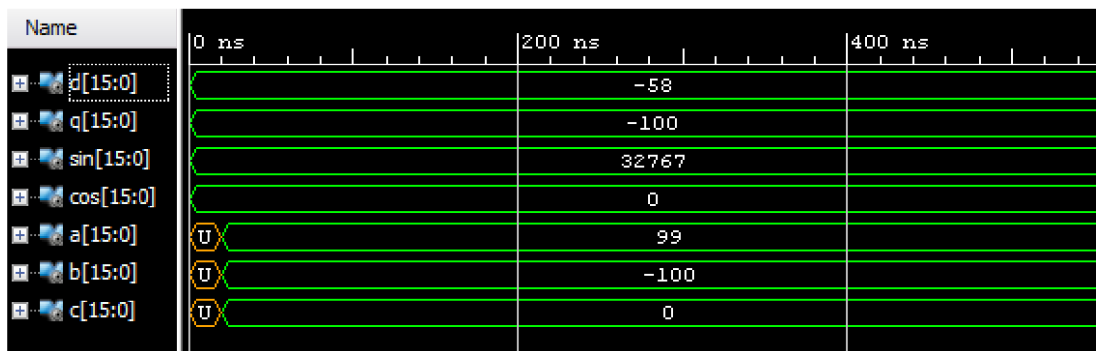 Name
0 ns 200 ns 400 ns
d[15:0] -58
q[15:0] -100
sin[15:0] 32767
cos[15:0] 0
a[15:0] U 99
b[15:0] U -100
c[15:0] U 0